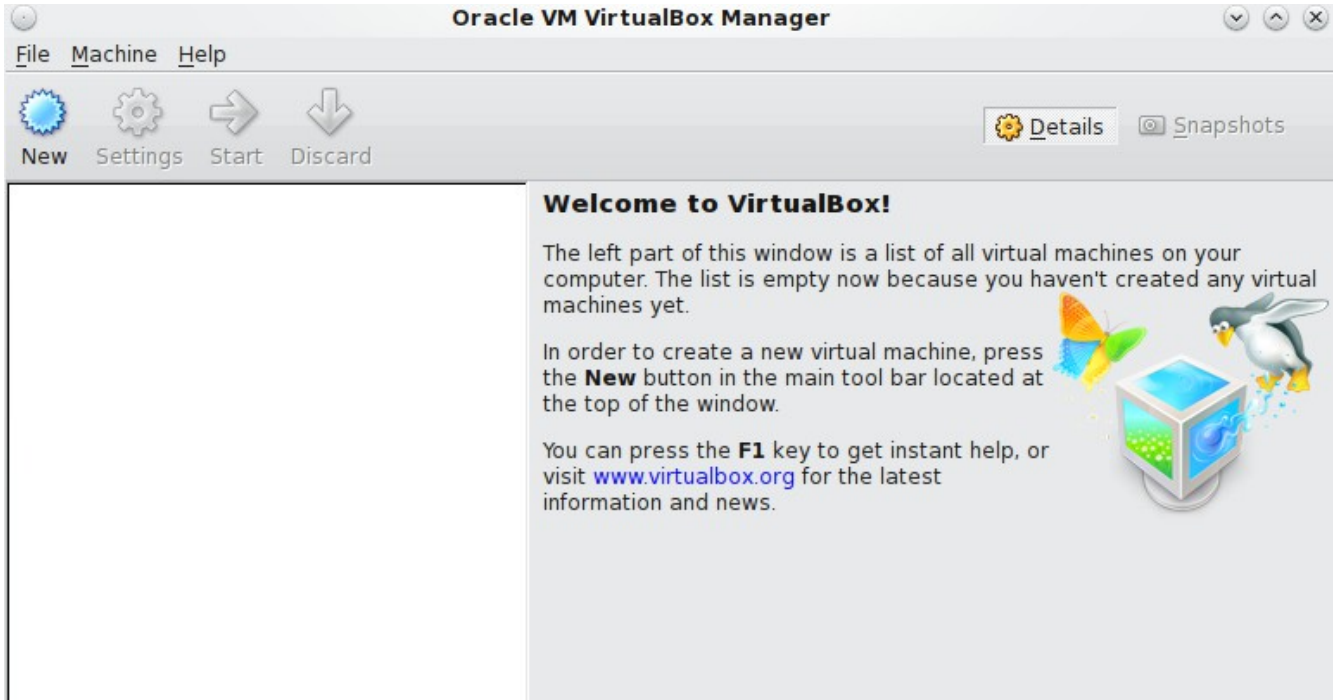 Oracle VM VirtualBox Manager
File Machine Help
New Settings Start Discard
Details Snapshots
Welcome to VirtualBox!
The left part of this window is a list of all virtual machines on your
computer. The list is empty now because you haven't created any virtual
machines yet.
In order to create a new virtual machine, press
the New button in the main tool bar located at
the top of the window.
You can press the F1 key to get instant help, or
visit www.virtualbox.org for the latest
information and news.